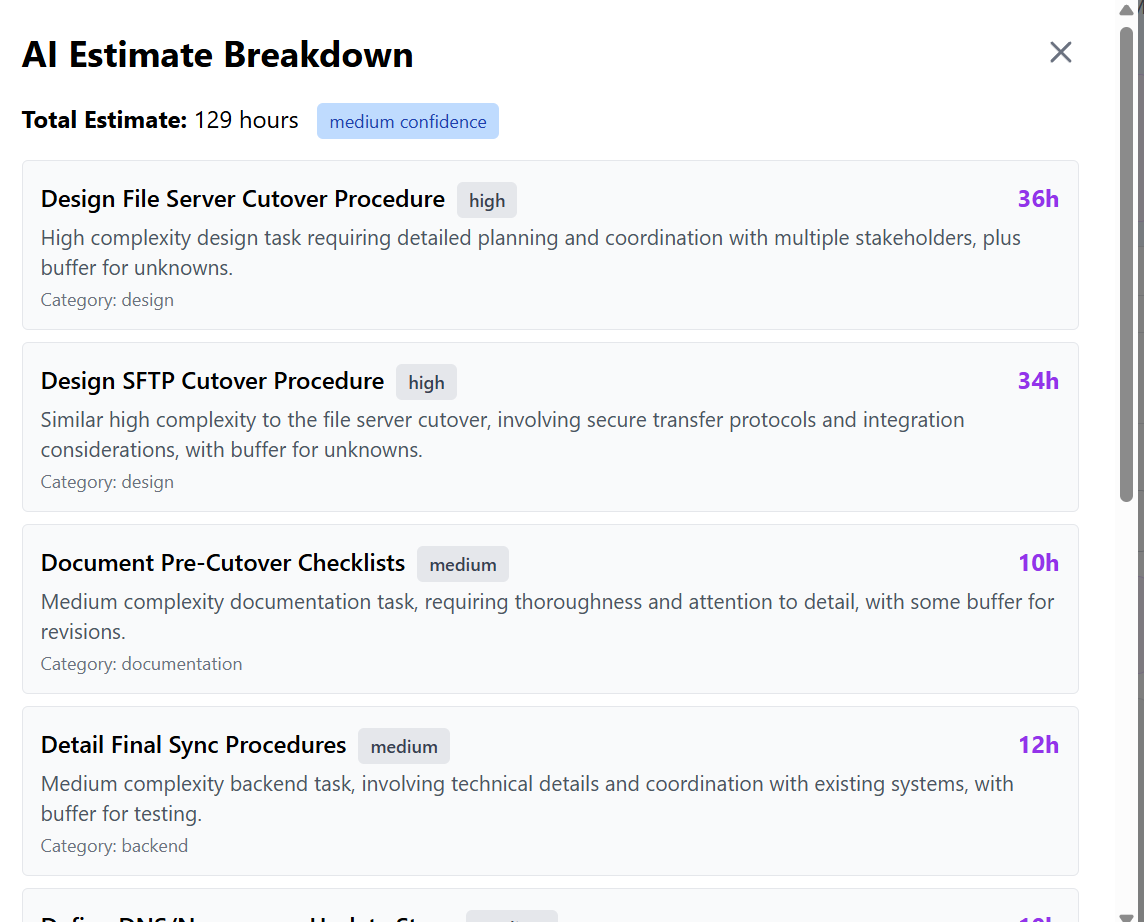 AI Estimate Breakdown
Total Estimate: 129 hours medium confidence
Design File Server Cutover Procedure high 36h
High complexity design task requiring detailed planning and coordination with multiple stakeholders, plus
buffer for unknowns.
Category: design
Design SFTP Cutover Procedure high 34h
Similar high complexity to the file server cutover, involving secure transfer protocols and integration
considerations, with buffer for unknowns.
Category: design
Document Pre-Cutover Checklists medium 10h
Medium complexity documentation task, requiring thoroughness and attention to detail, with some buffer for
revisions.
Category: documentation
Detail Final Sync Procedures medium 12h
Medium complexity backend task, involving technical details and coordination with existing systems, with
buffer for testing.
Category: backend